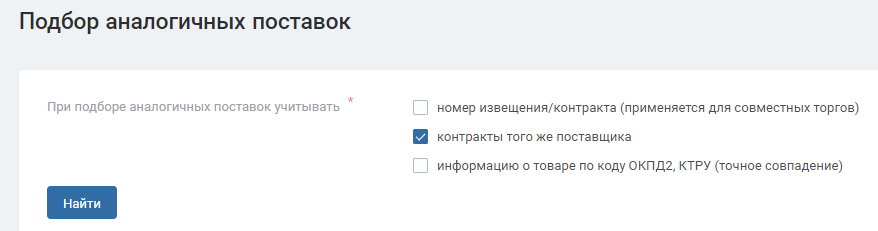 Подбор аналогичных поставок
При подборе аналогичных поставок учитывать *
номер извещения/контракта (применяется для совместных торгов)
контракты того же поставщика
информацию о товаре по коду ОКПД2, КТРУ (точное совпадение)
Найти